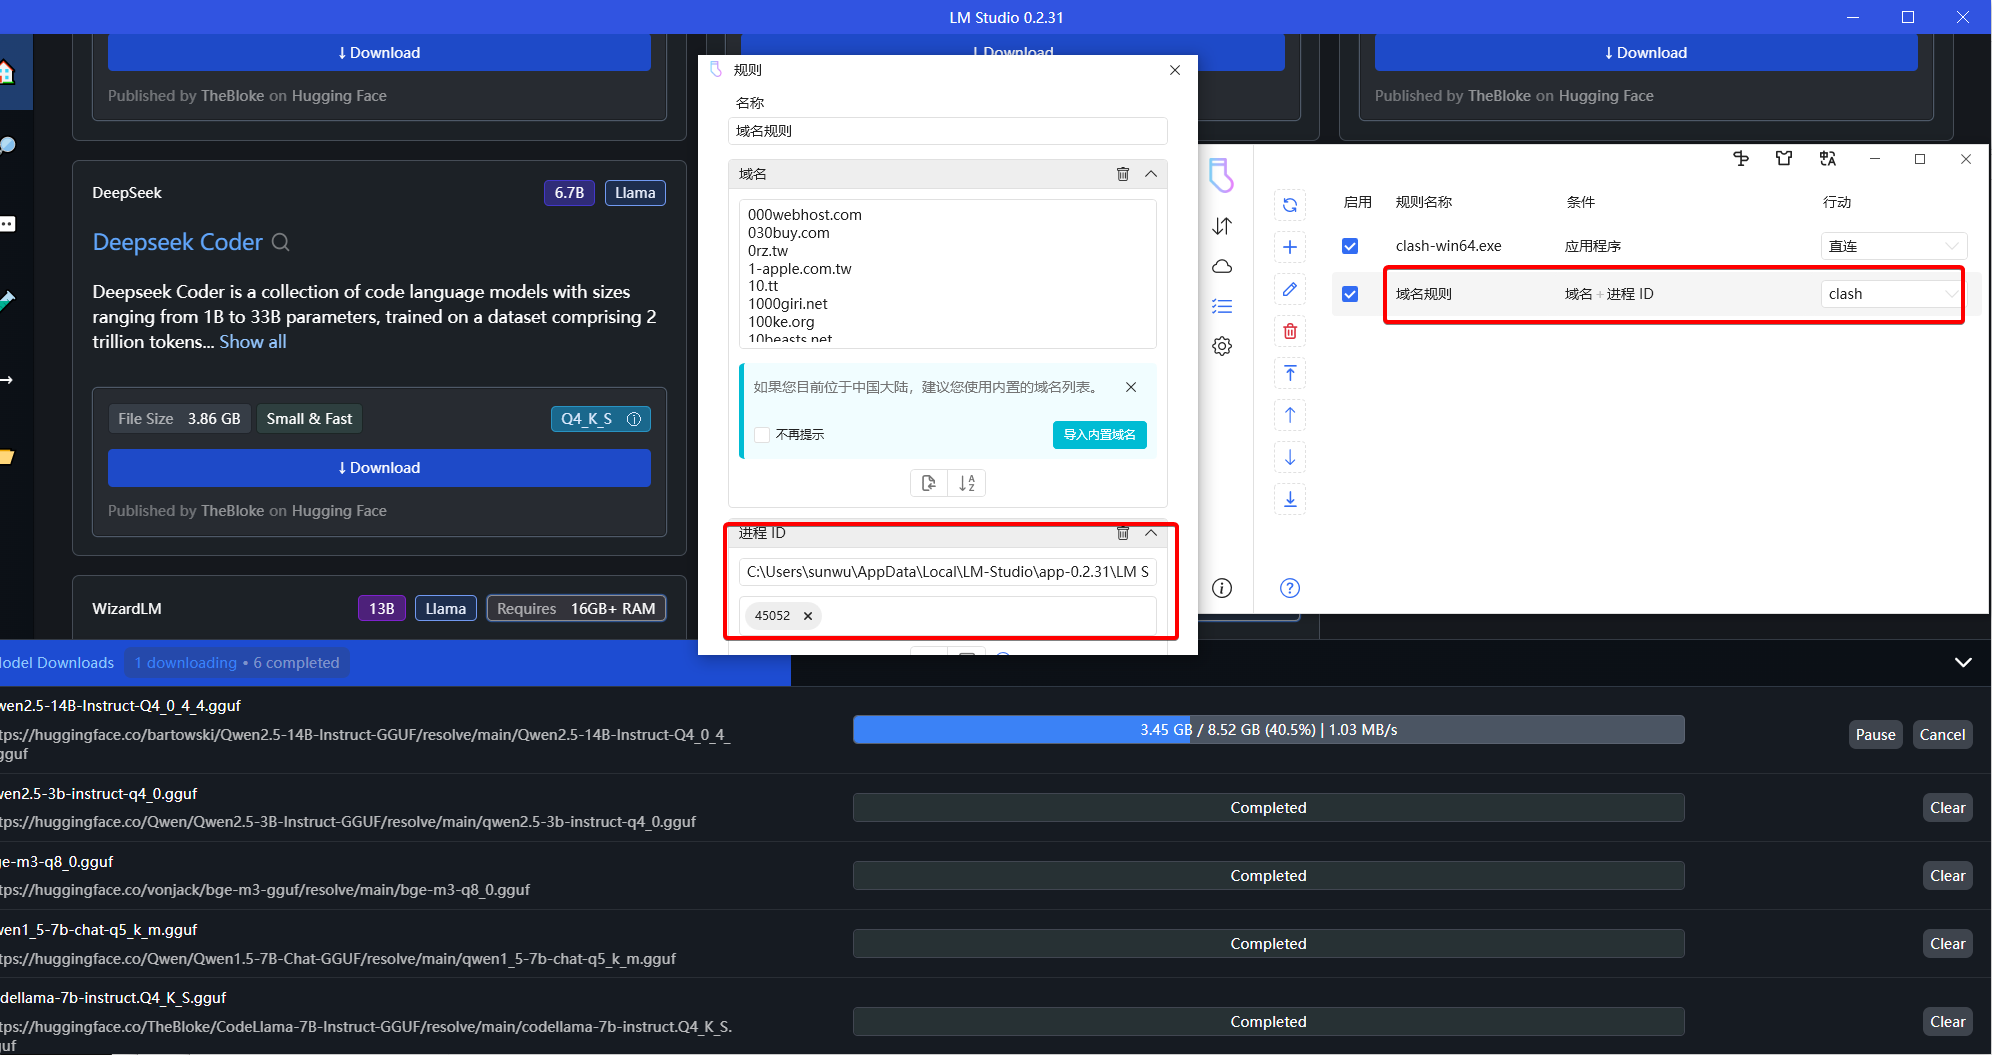 LM Studio 0.2.31
Download
Download
Download
Published by TheBloke on Hugging Face
Published by TheBloke on Hugging Face
DeepSeek
6.7B
Llama
Deepseek Coder
Deepseek Coder is a collection of code language models with sizes
ranging from 1B to 33B parameters, trained on a dataset comprising 2
trillion tokens... Show all
File Size 3.86 GB
Small & Fast
Q4_K_S
Download
Published by TheBloke on Hugging Face
WizardLM
13B
Llama
Requires 16GB+ RAM
规则
名称
域名规则
域名
000webhost.com
030buy.com
0rz.tw
1-apple.com.tw
10.tt
1000giri.net
100ke.org
10beasts.net
如果您目前位于中国大陆，建议您使用内置的域名列表。
不再提示
导入内置域名
进程 ID
C:\Users\sunwu\AppData\Local\LM-Studio\app-0.2.31\LM S
45052
启用 规则名称 条件 行动
clash-win64.exe 应用程序 直连
域名规则 域名 + 进程 ID clash
odel Downloads
1 downloading • 6 completed
wen2.5-14B-Instruct-Q4_0_4_4.gguf
tps://huggingface.co/bartowski/Qwen2.5-14B-Instruct-GGUF/resolve/main/Qwen2.5-14B-Instruct-Q4_0_4_
gguf
3.45 GB / 8.52 GB (40.5%) | 1.03 MB/s
Pause
Cancel
wen2.5-3b-instruct-q4_0.gguf
tps://huggingface.co/Qwen/Qwen2.5-3B-Instruct-GGUF/resolve/main/qwen2.5-3b-instruct-q4_0.gguf
Completed
Clear
ge-m3-q8_0.gguf
tps://huggingface.co/vonjack/bge-m3-gguf/resolve/main/bge-m3-q8_0.gguf
Completed
Clear
wen1_5-7b-chat-q5_k_m.gguf
tps://huggingface.co/Qwen/Qwen1.5-7B-Chat-GGUF/resolve/main/qwen1_5-7b-chat-q5_k_m.gguf
Completed
Clear
dellama-7b-instruct.Q4_K_S.gguf
tps://huggingface.co/TheBloke/CodeLlama-7B-Instruct-GGUF/resolve/main/codellama-7b-instruct.Q4_K_S.
guf
Completed
Clear